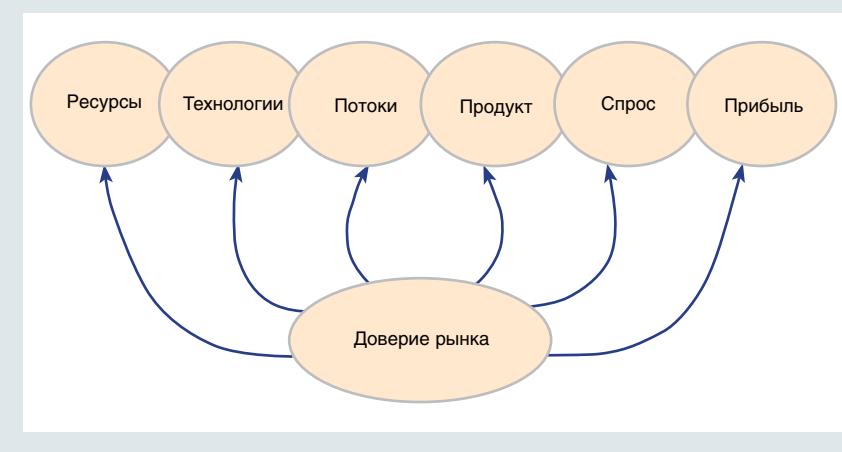 Ресурсы
Технологии
Потоки
Продукт
Спрос
Прибыль
Доверие рынка